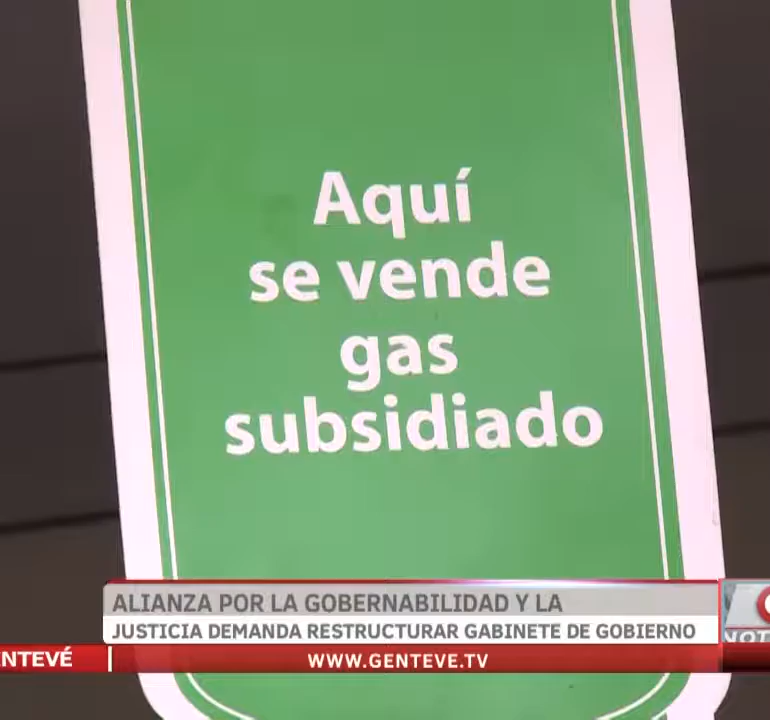 Aquí
se vende
gas
subsidiado
ALIANZA POR LA GOBERNABILIDAD Y LA
JUSTICIA DEMANDA RESTRUCTURAR GABINETE DE GOBIERNO
NTEVÉ
WWW.GENTEVE.TV